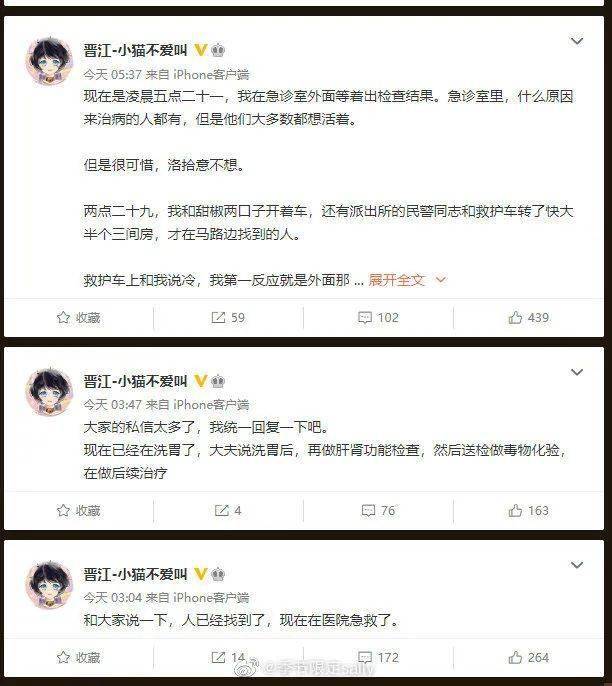 晋江-小猫不爱叫
今天 05:37 来自 iPhone客户端
现在是凌晨五点二十一，我在急诊室外面等着出检查结果。急诊室里，什么原因
来治病的人都有，但是他们大多数都想活着。
但是很可惜，洛拾意不想。
两点二十九，我和甜椒两口子开着车，还有派出所的民警同志和救护车转了快大
半个三间房，才在马路边找到的人。
救护车上和我说冷，我第一反应就是外面那 ... 展开全文
收藏 59 102 439
晋江-小猫不爱叫
今天 03:47 来自 iPhone客户端
大家的私信太多了，我统一回复一下吧。
现在已经在洗胃了，大夫说洗胃后，再做肝肾功能检查，然后送检做毒物化验，
在做后续治疗
收藏 4 76 163
晋江-小猫不爱叫
今天 03:04 来自 iPhone客户端
和大家说一下，人已经找到了，现在在医院急救了。
收藏 14 172 264
@季书限定sally